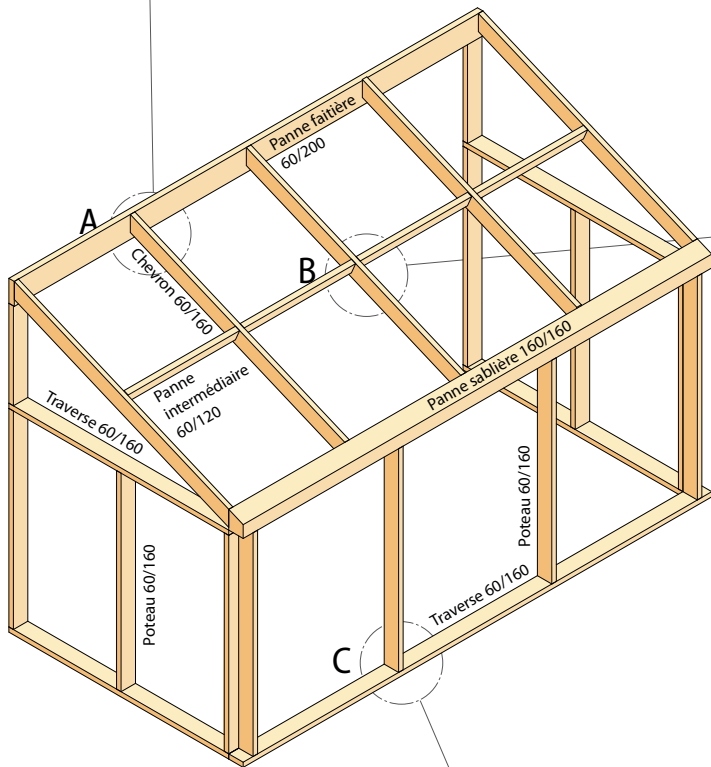 Panne faîtière
60/200
A
Chevron 60/160
B
Panne
intermédiaire
60/120
Panne sablière 160/160
Traverse 60/160
Poteau 60/160
Poteau 60/160
Traverse 60/160
C